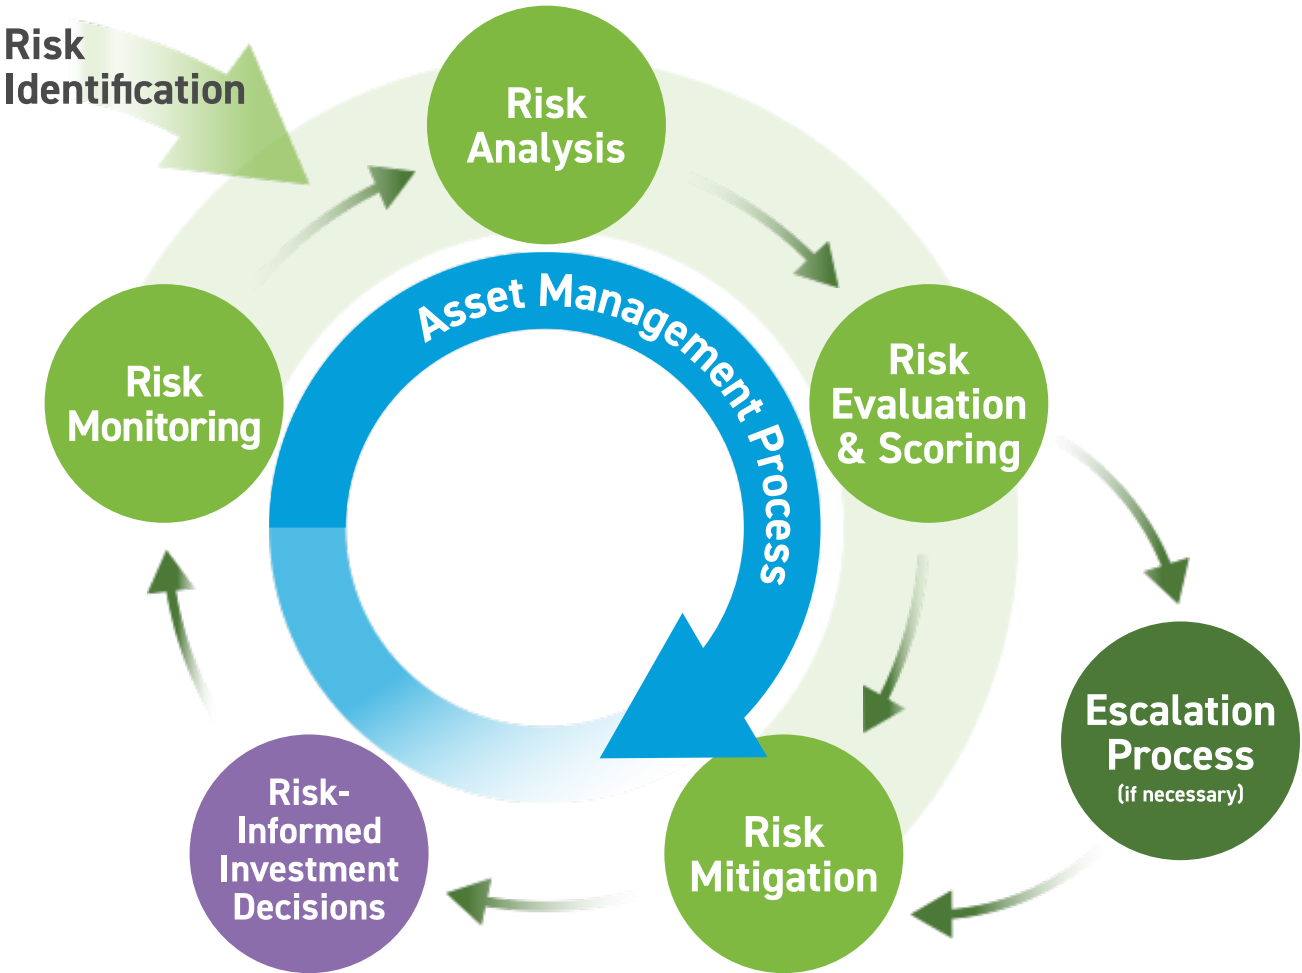 Risk
Identification
Risk
Analysis
Asset Management Process
Risk
Evaluation
& Scoring
Risk
Monitoring
Escalation
Process
(if necessary)
Risk
Mitigation
Risk-
Informed
Investment
Decisions